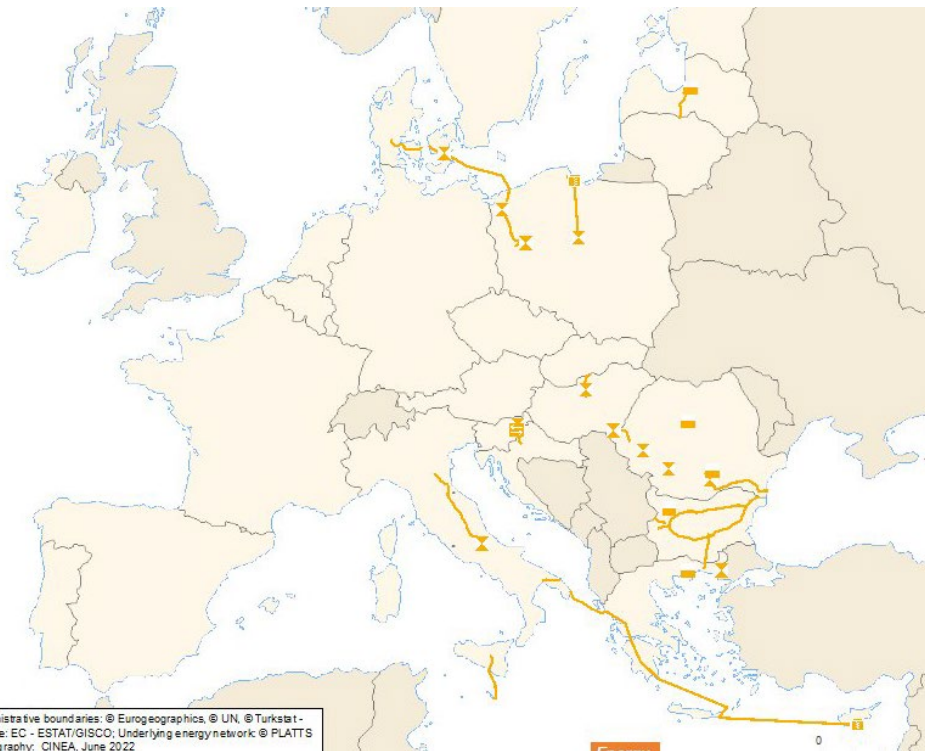 istrative boundaries: © Eurogeographics, © UN, © Turkstat -
e: EC - ESTAT/GISCO; Underlying energy network: © PLATTS
graphy: CINEA, June 2022
0